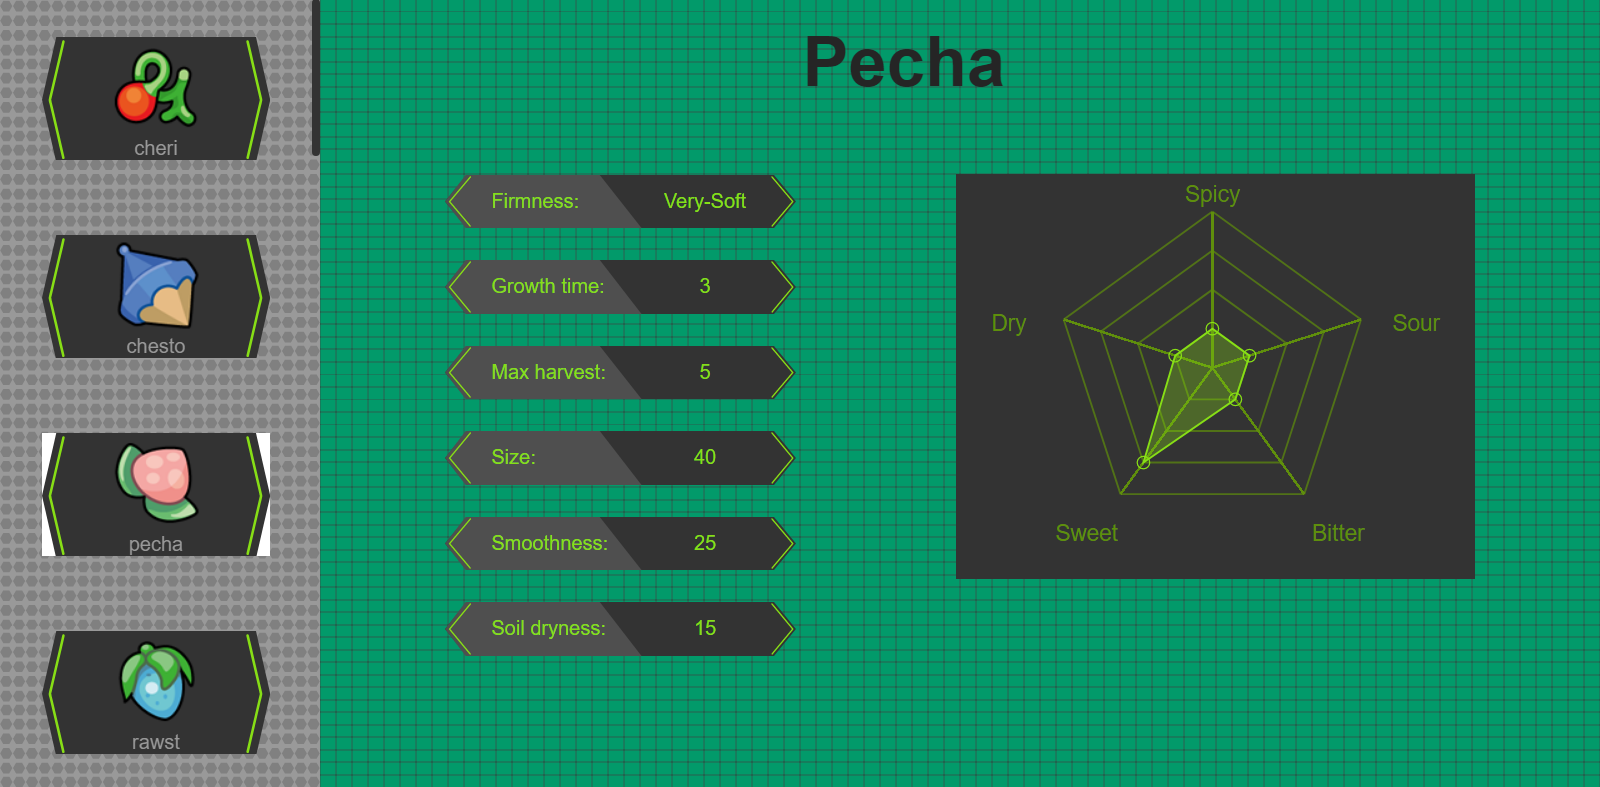 cheri
chesto
pecha
rawst
Pecha
Firmness: Very-Soft
Growth time: 3
Max harvest: 5
Size: 40
Smoothness: 25
Soil dryness: 15
Spicy
Dry
Sour
Sweet
Bitter